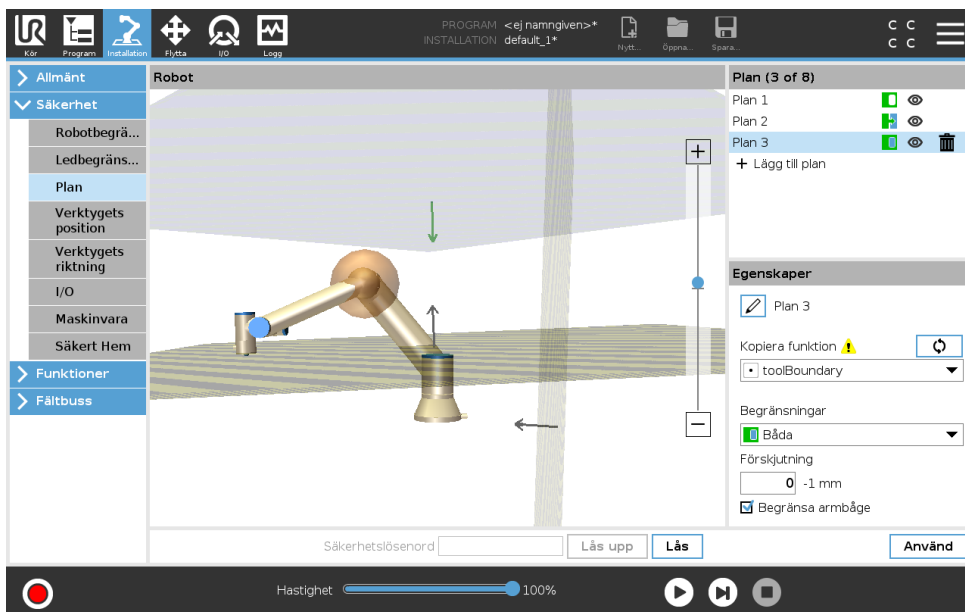 UR
PROGRAM <ej namngiven>*
INSTALLATION default_1*
Kör Program Installation Flytta I/O Logg Nytt... Öppna... Spara...
C C
C C
Allmänt
Säkerhet
Robotbegrä...
Ledbegräns...
Plan
Verktygets
position
Verktygets
riktning
I/O
Maskinvara
Säkert Hem
Funktioner
Fältbuss
Robot
Plan (3 of 8)
Plan 1
Plan 2
Plan 3
+ Lägg till plan
Egenskaper
Plan 3
Kopiera funktion
toolBoundary
Begränsningar
Båda
Förskjutning
0 -1 mm
Begränsa armbåge
Säkerhetslösenord Lås upp Lås Använd
Hastighet 100%